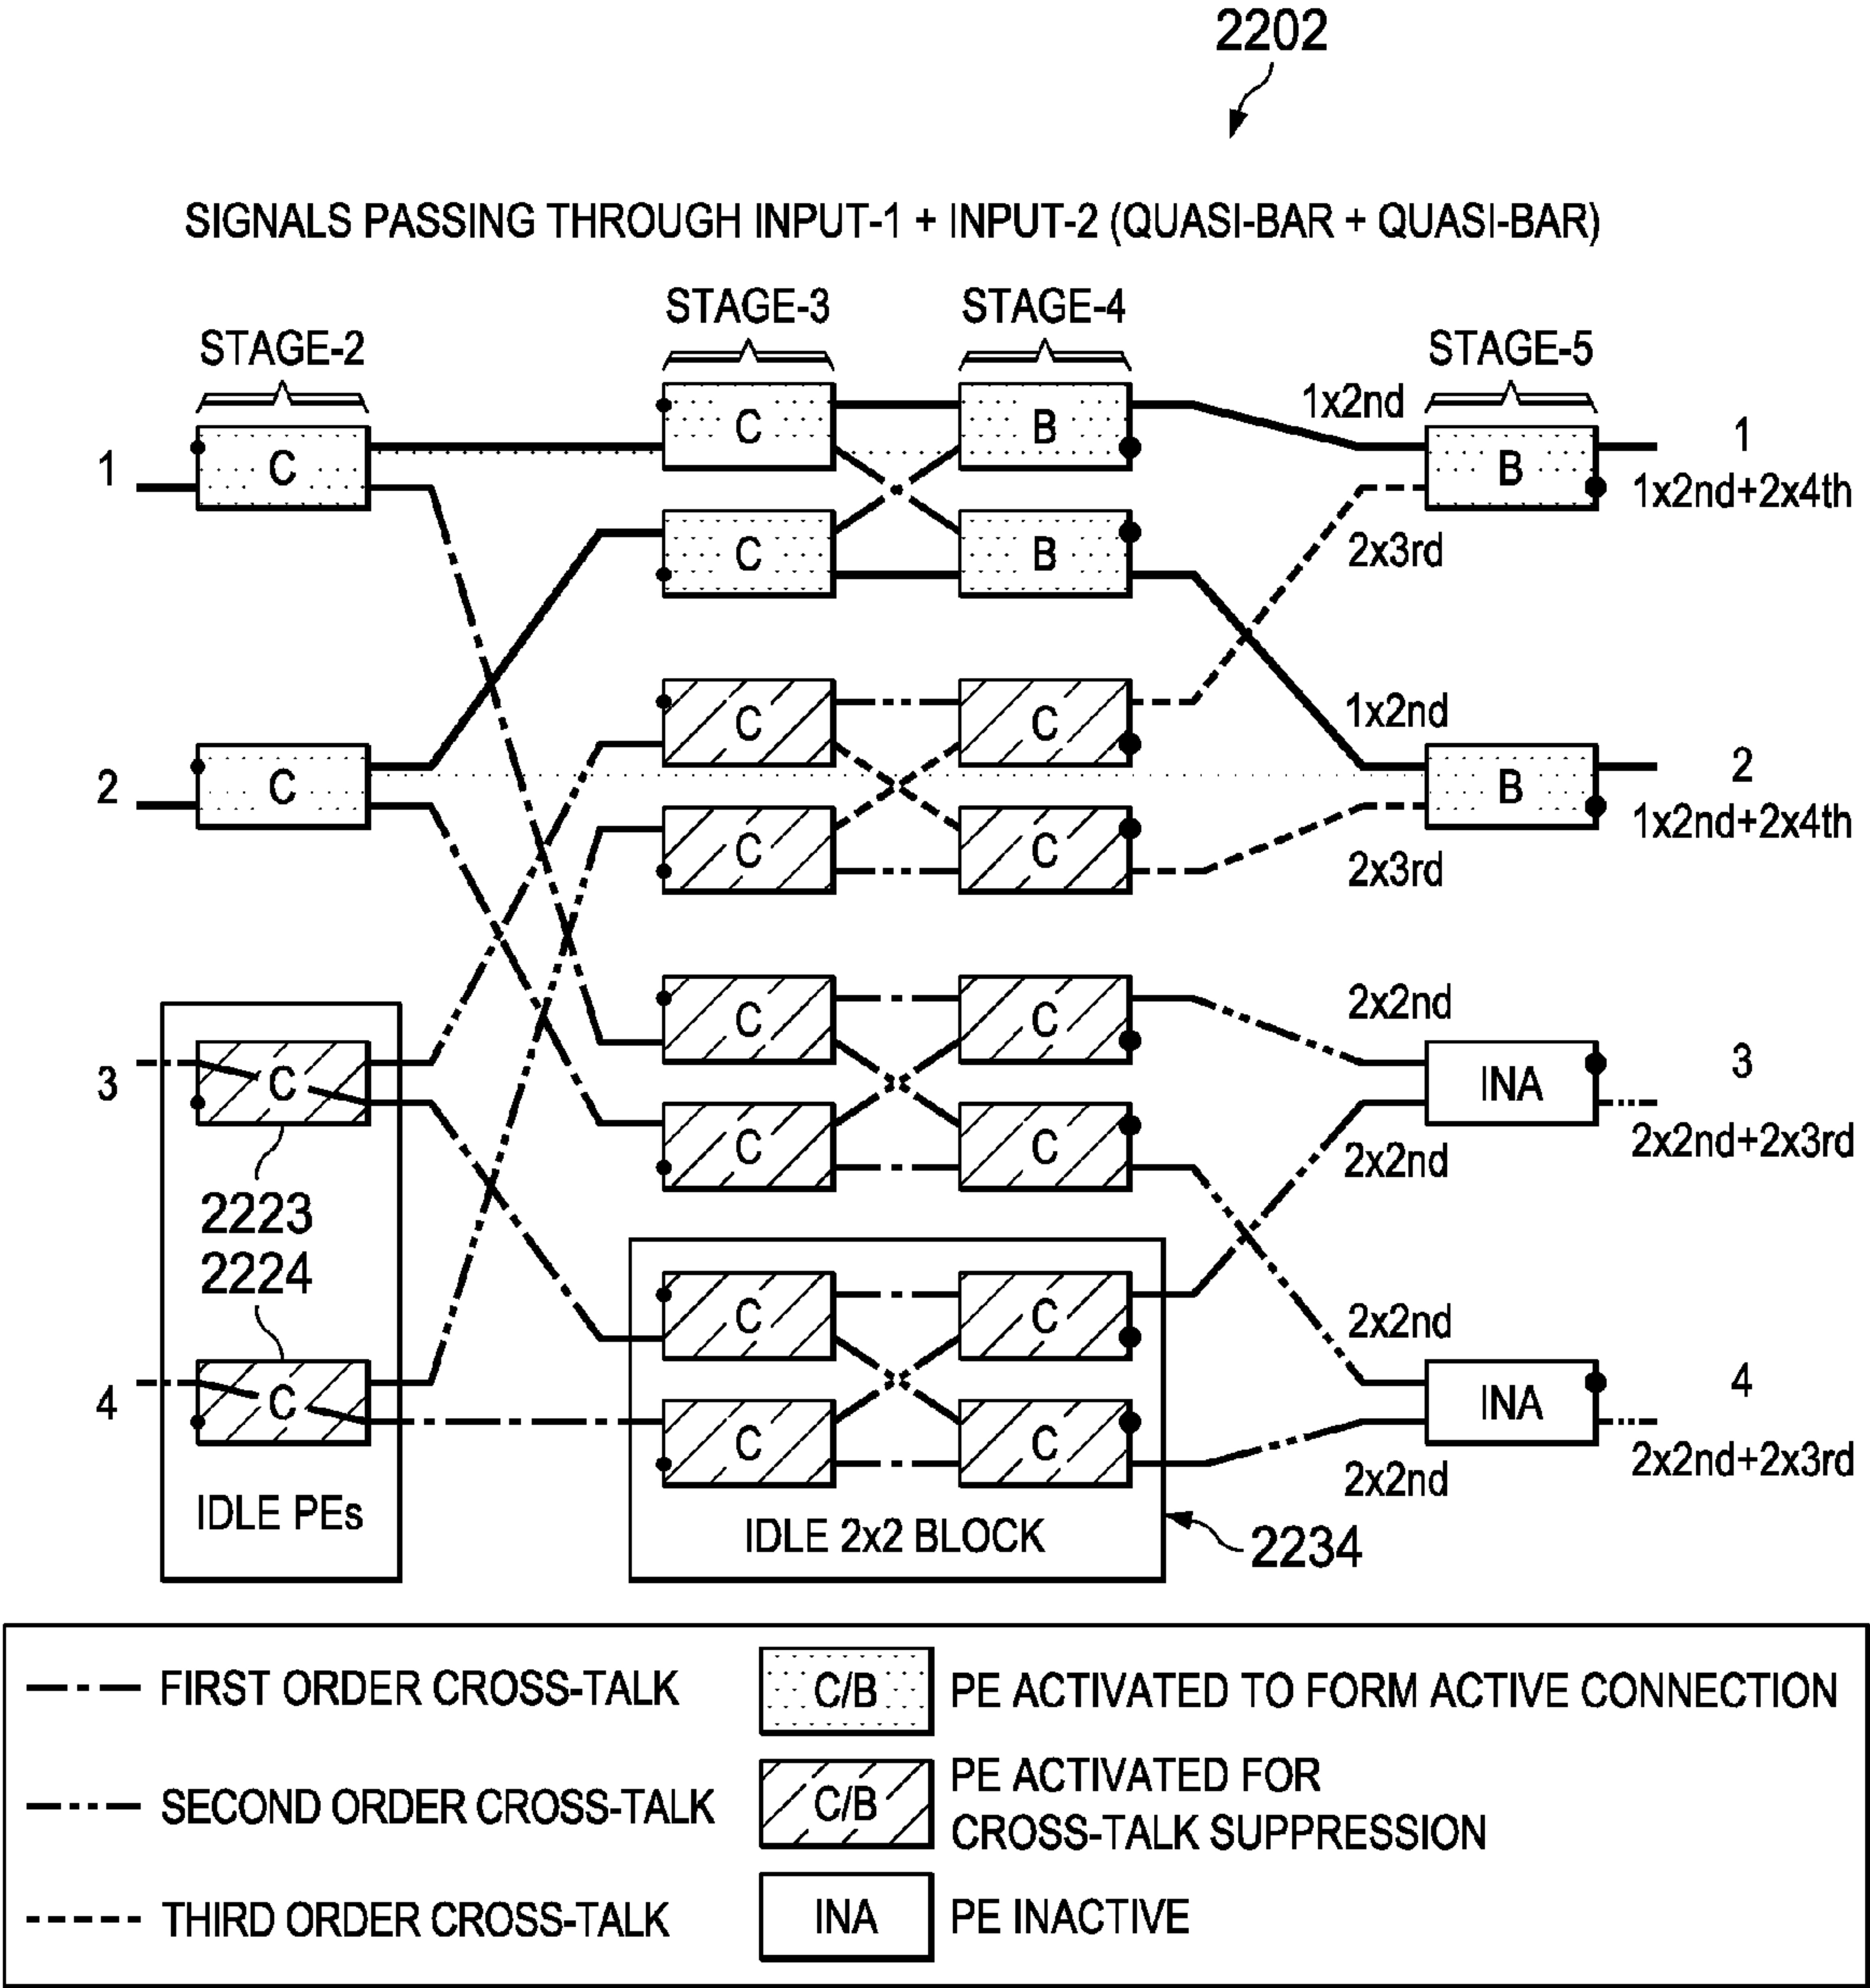 2202
SIGNALS PASSING THROUGH INPUT-1 + INPUT-2 (QUASI-BAR + QUASI-BAR)
STAGE-2
STAGE-3
STAGE-4
STAGE-5
1
C
C
B
1x2nd
B
1
1x2nd+2x4th
C
B
2x3rd
2
C
C
C
1x2nd
B
2
1x2nd+2x4th
C
C
2x3rd
3
C
2223
C
C
2x2nd
INA
3
2x2nd+2x3rd
C
C
2x2nd
2224
4
C
IDLE PEs
C
C
2x2nd
INA
4
2x2nd+2x3rd
C
C
2x2nd
IDLE 2x2 BLOCK
2234
FIRST ORDER CROSS-TALK
C/B
PE ACTIVATED TO FORM ACTIVE CONNECTION
SECOND ORDER CROSS-TALK
C/B
PE ACTIVATED FOR
CROSS-TALK SUPPRESSION
THIRD ORDER CROSS-TALK
INA
PE INACTIVE